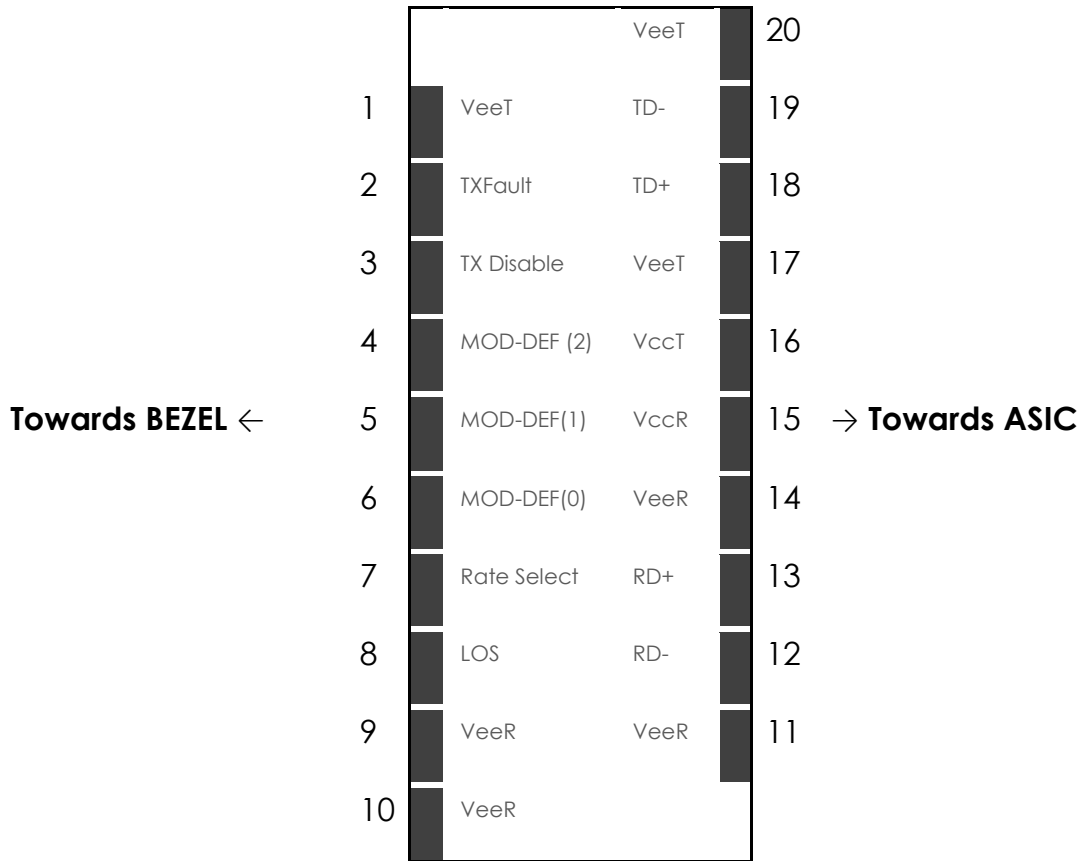 VeeT 20
1 VeeT TD- 19
2 TXFault TD+ 18
3 TX Disable VeeT 17
4 MOD-DEF (2) VccT 16
Towards BEZEL ← 5 MOD-DEF(1) VccR 15 → Towards ASIC
6 MOD-DEF(0) VeeR 14
7 Rate Select RD+ 13
8 LOS RD- 12
9 VeeR VeeR 11
10 VeeR